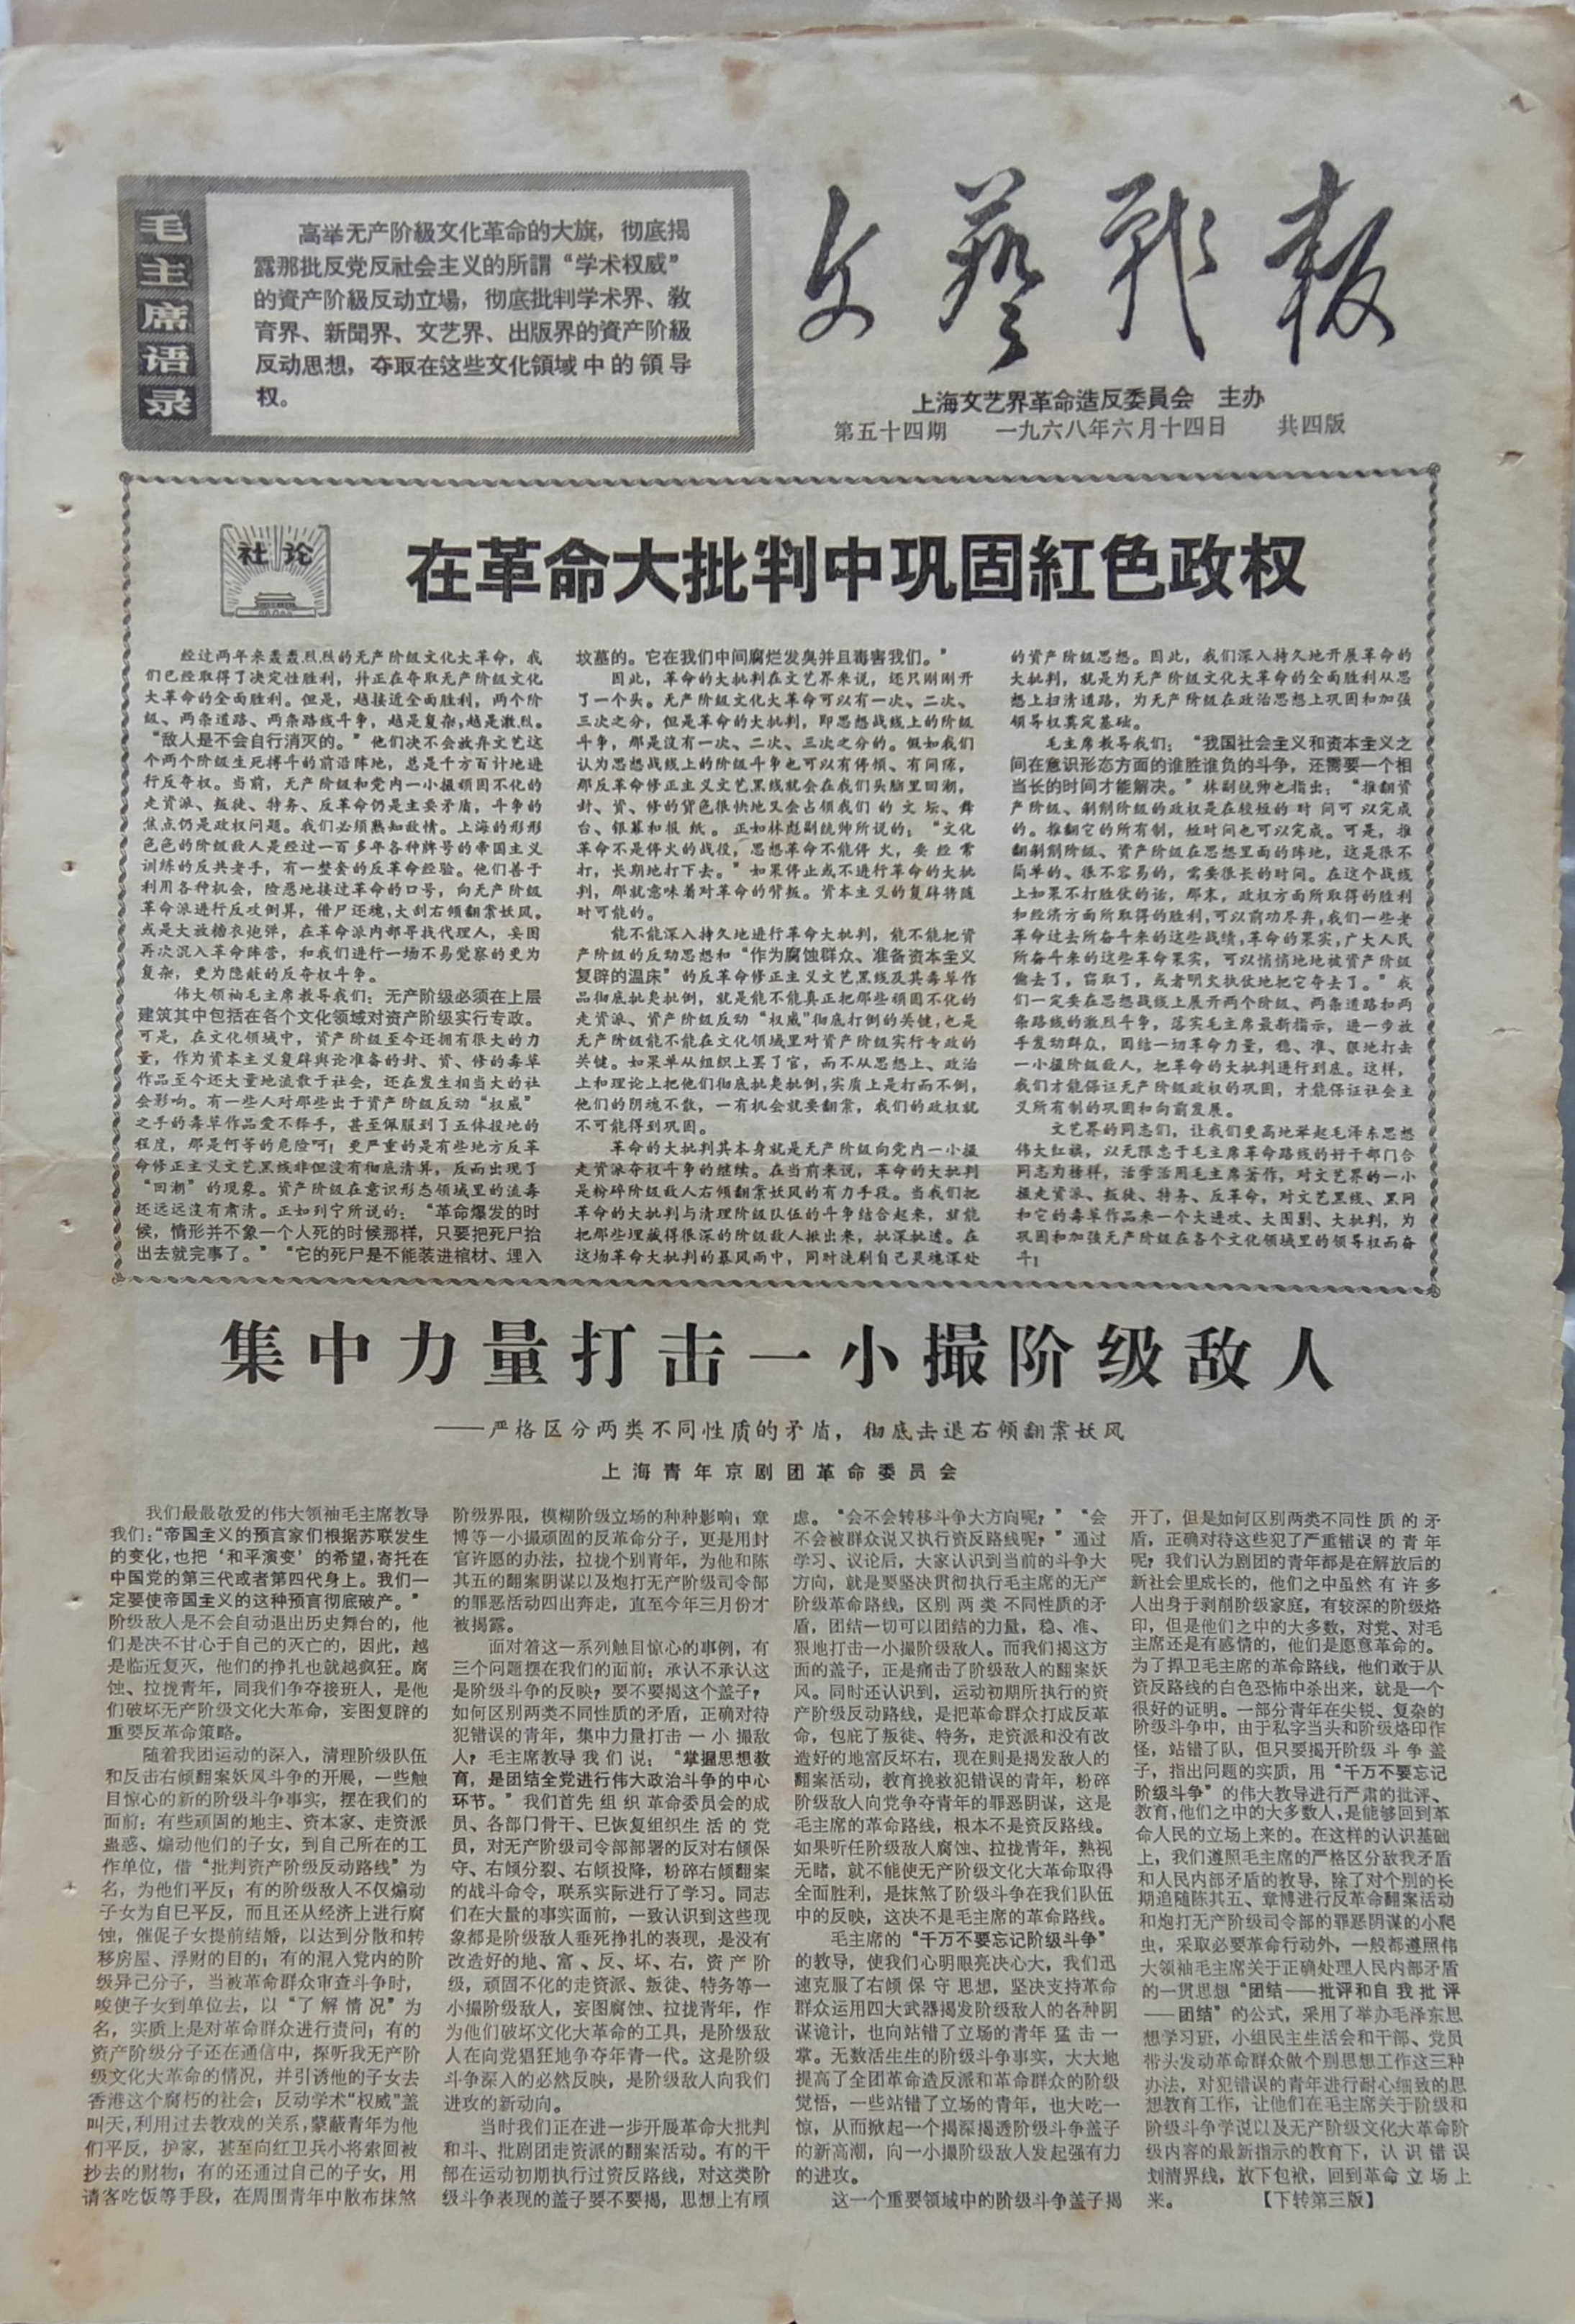 毛主席语录
高举无产阶級文化革命的大旗，彻底揭
露那批反党反社会主义的所謂“学术权威”
的資产阶級反动立場，彻底批判学术界、敎
育界、新聞界、文艺界、出版界的資产阶級
反动思想，夺取在这些文化領域中的領导
权。
文藝戰報
上海文艺界革命造反委員会　主办
第五十四期　一九六八年六月十四日　共四版
社论
在革命大批判中巩固紅色政权
经过两年来轰轰烈烈的无产阶级文化大革命，我
们已经取得了决定性胜利，并正在夺取无产阶级文化
大革命的全面胜利。但是，越接近全面胜利，两个阶
级、两条道路、两条路线斗争，越是复杂，越是激烈。
“敌人是不会自行消灭的。”他们决不会放弃文艺这
个两个阶级生死搏斗的前沿阵地，总是千方百计地进
行反夺权。当前，无产阶级和党内一小撮顽固不化的
走资派、叛徒、特务、反革命仍是主要矛盾，斗争的
焦点仍是政权问题。我们必须熟知敌情。上海的形形
色色的阶级敌人是经过一百多年各种牌号的帝国主义
训练的反共老手，有一整套的反革命经验。他们善于
利用各种机会，险恶地接过革命的口号，向无产阶级
革命派进行反攻倒算，借尸还魂，大刮右倾翻案妖风。
或是大放糖衣炮弹，在革命派内部寻找代理人，妄图
再次混入革命阵营，和我们进行一场不易觉察的更为
复杂，更为隐蔽的反夺权斗争。
伟大领袖毛主席教导我们：无产阶级必须在上层
建筑其中包括在各个文化领域对资产阶级实行专政。
可是，在文化领域中，资产阶级至今还拥有很大的力
量，作为资本主义复辟舆论准备的封、资、修的毒草
作品至今还大量地流散于社会，还在发生相当大的社
会影响。有一些人对那些出于资产阶级反动“权威”
之手的毒草作品爱不释手，甚至佩服到了五体投地的
程度，那是何等的危险呵！更严重的是有些地方反革
命修正主义文艺黑线非但没有彻底清算，反而出现了
“回潮”的现象。资产阶级在意识形态领域里的流毒
还远远没有肃清。正如列宁所说的：“革命爆发的时
候，情形并不象一个人死的时候那样，只要把死尸抬
出去就完事了。”“它的死尸是不能装进棺材、埋入
坟墓的。它在我们中间腐烂发臭并且毒害我们。”
因此，革命的大批判在文艺界来说，还只刚刚开
了一个头。无产阶级文化大革命可以有一次、二次、
三次之分，但是革命的大批判，即思想战线上的阶级
斗争，那是没有一次、二次、三次之分的。假如我们
认为思想战线上的阶级斗争也可以有停顿、有间隙，
那反革命修正主义文艺黑线就会在我们头脑里回潮，
封、资、修的货色很快地又会占领我们的文坛、舞
台、银幕和报纸。正如林彪副统帅所说的：“文化
革命不是停火的战役，思想革命不能停火，要经常
打，长期地打下去。”如果停止或不进行革命的大批
判，那就意味着对革命的背叛。资本主义的复辟将随
时可能的。
能不能深入持久地进行革命大批判，能不能把资
产阶级的反动思想和“作为腐蚀群众、准备资本主义
复辟的温床”的反革命修正主义文艺黑线及其毒草作
品彻底批臭批倒，就是能不能真正把那些顽固不化的
走资派、资产阶级反动“权威”彻底打倒的关键，也是
无产阶级能不能在文化领域里对资产阶级实行专政的
关键。如果单从组织上罢了官，而不从思想上、政治
上和理论上把他们彻底批臭批倒，实质上是打而不倒，
他们的阴魂不散，一有机会就要翻案，我们的政权就
不可能得到巩固。
革命的大批判其本身就是无产阶级向党内一小撮
走资派夺权斗争的继续。在当前来说，革命的大批判
是粉碎阶级敌人右倾翻案妖风的有力手段。当我们把
革命的大批判与清理阶级队伍的斗争结合起来，就能
把那些埋藏得很深的阶级敌人揪出来，批深批透。在
这场革命大批判的暴风雨中，同时洗刷自己灵魂深处
的资产阶级思想。因此，我们深入持久地开展革命的
大批判，就是为无产阶级文化大革命的全面胜利从思
想上扫清道路，为无产阶级在政治思想上巩固和加强
领导权奠定基础。
毛主席教导我们：“我国社会主义和资本主义之
间在意识形态方面的谁胜谁负的斗争，还需要一个相
当长的时间才能解决。”林副统帅也指出：“推翻资
产阶级、剥削阶级的政权是在较短的时间可以完成
的。推翻它的所有制，短时间也可以完成。可是，推
翻剥削阶级、资产阶级在思想里面的阵地，这是很不
简单的、很不容易的，需要很长的时间。在这个战线
上如果不打胜仗的话，那末，政权方面所取得的胜利
和经济方面所取得的胜利，可以前功尽弃，我们一些老
革命过去所奋斗来的这些战绩，革命的果实，广大人民
所奋斗来的这些革命果实，可以悄悄地地被资产阶级
偷去了，窃取了，或者明火执仗地把它夺去了。”我
们一定要在思想战线上展开两个阶级、两条道路和两
条路线的激烈斗争，落实毛主席最新指示，进一步放
手发动群众，团结一切革命力量，稳、准、狠地打击
一小撮阶级敌人，把革命的大批判进行到底。这样，
我们才能保证无产阶级政权的巩固，才能保证社会主
义所有制的巩固和向前发展。
文艺界的同志们，让我们更高地举起毛泽东思想
伟大红旗，以无限忠于毛主席革命路线的好干部门合
同志为榜样，活学活用毛主席著作，对文艺界的一小
撮走资派、叛徒、特务、反革命，对文艺黑线、黑网
和它的毒草作品来一个大进攻、大围剿、大批判，为
巩固和加强无产阶级在各个文化领域里的领导权而奋
斗！
集中力量打击一小撮阶级敌人
——严格区分两类不同性质的矛盾，彻底击退右倾翻案妖风
上海青年京剧团革命委员会
我们最最敬爱的伟大领袖毛主席教导
我们：“帝国主义的预言家们根据苏联发生
的变化，也把‘和平演变’的希望，寄托在
中国党的第三代或者第四代身上。我们一
定要使帝国主义的这种预言彻底破产。”
阶级敌人是不会自动退出历史舞台的，他
们是决不甘心于自己的灭亡的，因此，越
是临近复灭，他们的挣扎也就越疯狂。腐
蚀、拉拢青年，同我们争夺接班人，是他
们破坏无产阶级文化大革命，妄图复辟的
重要反革命策略。
随着我团运动的深入，清理阶级队伍
和反击右倾翻案妖风斗争的开展，一些触
目惊心的新的阶级斗争事实，摆在我们的
面前：有些顽固的地主、资本家、走资派
蛊惑、煽动他们的子女，到自己所在的工
作单位，借“批判资产阶级反动路线”为
名，为他们平反；有的阶级敌人不仅煽动
子女为自己平反，而且还从经济上进行腐
蚀，催促子女提前结婚，以达到分散和转
移房屋、浮财的目的；有的混入党内的阶
级异己分子，当被革命群众审查斗争时，
唆使子女到单位去，以“了解情况”为
名，实质上是对革命群众进行责问；有的
资产阶级分子还在通信中，探听我无产阶
级文化大革命的情况，并引诱他的子女去
香港这个腐朽的社会；反动学术“权威”盖
叫天，利用过去教戏的关系，蒙蔽青年为他
们平反，护家，甚至向红卫兵小将索回被
抄去的财物；有的还通过自己的子女，用
请客吃饭等手段，在周围青年中散布抹煞
阶级界限，模糊阶级立场的种种影响；章
博等一小撮顽固的反革命分子，更是用封
官许愿的办法，拉拢个别青年，为他和陈
其五的翻案阴谋以及炮打无产阶级司令部
的罪恶活动四出奔走，直至今年三月份才
被揭露。
面对着这一系列触目惊心的事例，有
三个问题摆在我们的面前：承认不承认这
是阶级斗争的反映？要不要揭这个盖子？
如何区别两类不同性质的矛盾，正确对待
犯错误的青年，集中力量打击一小撮敌
人？毛主席教导我们说：“掌握思想教
育，是团结全党进行伟大政治斗争的中心
环节。”我们首先组织革命委员会的成
员、各部门骨干、已恢复组织生活的党
员，对无产阶级司令部部署的反对右倾保
守、右倾分裂、右倾投降，粉碎右倾翻案
的战斗命令，联系实际进行了学习。同志
们在大量的事实面前，一致认识到这些现
象都是阶级敌人垂死挣扎的表现，是没有
改造好的地、富、反、坏、右，资产阶
级，顽固不化的走资派、叛徒、特务等一
小撮阶级敌人，妄图腐蚀、拉拢青年，作
为他们破坏文化大革命的工具，是阶级敌
人在向党猖狂地争夺年青一代。这是阶级
斗争深入的必然反映，是阶级敌人向我们
进攻的新动向。
当时我们正在进一步开展革命大批判
和斗、批剧团走资派的翻案活动。有的干
部在运动初期执行过资反路线，对这类阶
级斗争表现的盖子要不要揭，思想上有顾
虑。“会不会转移斗争大方向呢？”“会
不会被群众说又执行资反路线呢？”通过
学习、议论后，大家认识到当前的斗争大
方向，就是要坚决贯彻执行毛主席的无产
阶级革命路线，区别两类不同性质的矛
盾，团结一切可以团结的力量，稳、准、
狠地打击一小撮阶级敌人。而我们揭这方
面的盖子，正是痛击了阶级敌人的翻案妖
风。同时还认识到，运动初期所执行的资
产阶级反动路线，是把革命群众打成反革
命，包庇了叛徒、特务，走资派和没有改
造好的地富反坏右，现在则是揭发敌人的
翻案活动，教育挽救犯错误的青年，粉碎
阶级敌人向党争夺青年的罪恶阴谋，这是
毛主席的革命路线，根本不是资反路线。
如果听任阶级敌人腐蚀、拉拢青年，熟视
无睹，就不能使无产阶级文化大革命取得
全面胜利，是抹煞了阶级斗争在我们队伍
中的反映，这决不是毛主席的革命路线。
毛主席的“千万不要忘记阶级斗争”
的教导，使我们心明眼亮决心大，我们迅
速克服了右倾保守思想，坚决支持革命
群众运用四大武器揭发阶级敌人的各种阴
谋诡计，也向站错了立场的青年猛击一
掌。无数活生生的阶级斗争事实，大大地
提高了全团革命造反派和革命群众的阶级
觉悟，一些站错了立场的青年，也大吃一
惊，从而掀起一个揭深揭透阶级斗争盖子
的新高潮，向一小撮阶级敌人发起强有力
的进攻。
这一个重要领域中的阶级斗争盖子揭
开了，但是如何区别两类不同性质的矛
盾，正确对待这些犯了严重错误的青年
呢？我们认为剧团的青年都是在解放后的
新社会里成长的，他们之中虽然有许多
人出身于剥削阶级家庭，有较深的阶级烙
印，但是他们之中的大多数，对党、对毛
主席还是有感情的，他们是愿意革命的。
为了捍卫毛主席的革命路线，他们敢于从
资反路线的白色恐怖中杀出来，就是一个
很好的证明。一部分青年在尖锐、复杂的
阶级斗争中，由于私字当头和阶级烙印作
怪，站错了队，但只要揭开阶级斗争盖
子，指出问题的实质，用“千万不要忘记
阶级斗争”的伟大教导进行严肃的批评、
教育，他们之中的大多数人，是能够回到革
命人民的立场上来的。在这样的认识基础
上，我们遵照毛主席的严格区分敌我矛盾
和人民内部矛盾的教导，除了对个别的长
期追随陈其五、章博进行反革命翻案活动
和炮打无产阶级司令部的罪恶阴谋的小爬
虫，采取必要革命行动外，一般都遵照伟
大领袖毛主席关于正确处理人民内部矛盾
的一贯思想“团结——批评和自我批评
——团结”的公式，采用了举办毛泽东思
想学习班，小组民主生活会和干部、党员
带头发动革命群众做个别思想工作这三种
办法，对犯错误的青年进行耐心细致的思
想教育工作，让他们在毛主席关于阶级和
阶级斗争学说以及无产阶级文化大革命阶
级内容的最新指示的教育下，认识错误
划清界线，放下包袱，回到革命立场上
来。【下转第三版】